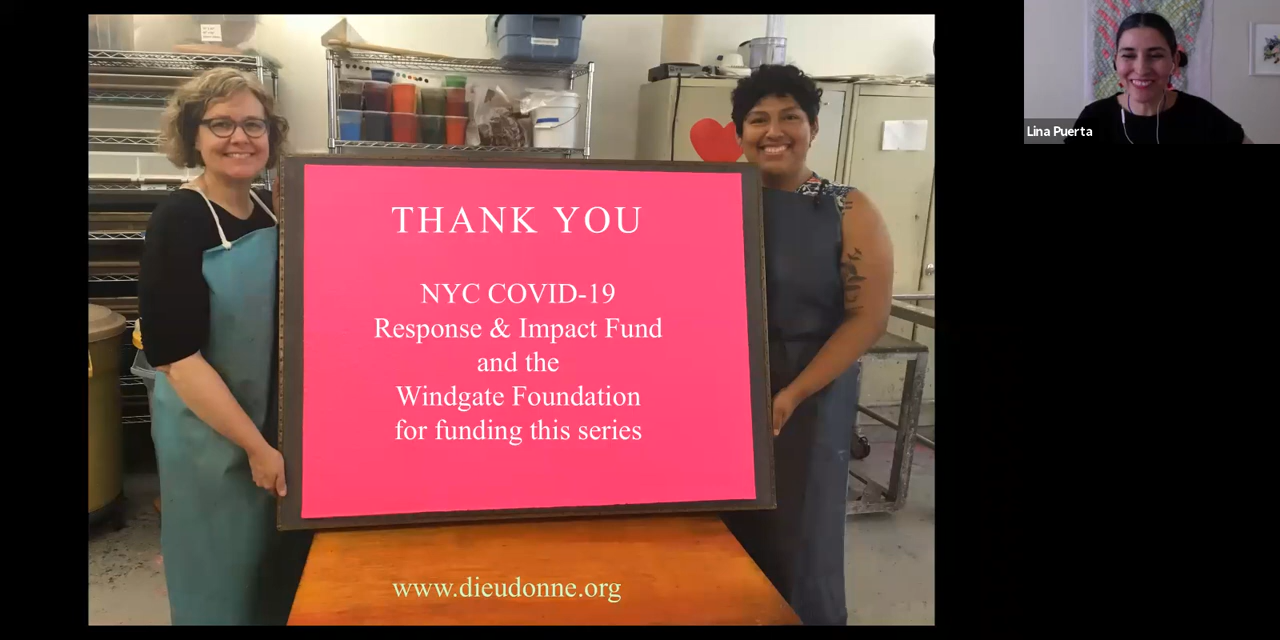 THANK YOU
NYC COVID-19
Response & Impact Fund
and the
Windgate Foundation
for funding this series
www.dieudonne.org
Lina Puerta